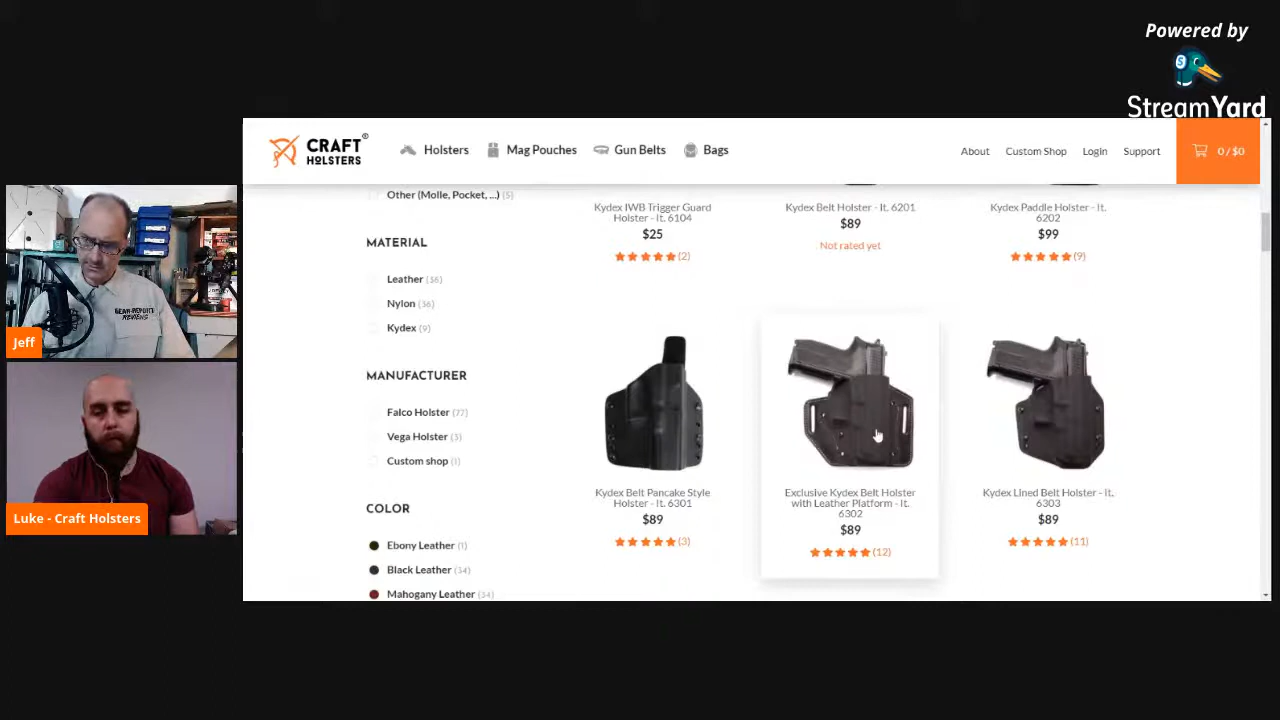 Powered by
StreamYard
CRAFT®
HOLSTERS
Holsters
Mag Pouches
Gun Belts
Bags
About
Custom Shop
Login
Support
0 / $0
Other (Molle, Pocket, ...) (5)
MATERIAL
Leather (36)
Nylon (36)
Kydex (9)
MANUFACTURER
Falco Holster (77)
Vega Holster (3)
Custom shop (1)
COLOR
Ebony Leather (1)
Black Leather (34)
Mahogany Leather (34)
Kydex IWB Trigger Guard
Holster - It. 6104
$25
(2)
Kydex Belt Holster - It. 6201
$89
Not rated yet
Kydex Paddle Holster - It.
6202
$99
(9)
Kydex Belt Pancake Style
Holster - It. 6301
$89
(3)
Exclusive Kydex Belt Holster
with Leather Platform - It.
6302
$89
(12)
Kydex Lined Belt Holster - It.
6303
$89
(11)
GEAR-REPORT
REVIEWS
Jeff
Luke - Craft Holsters